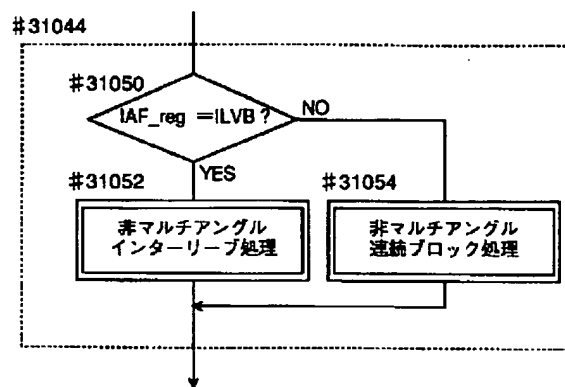 #31044
#31050
IAF_reg =ILVB?
NO
YES
#31052
#31054
非マルチアングル
インターリーブ処理
非マルチアングル
連続ブロック処理